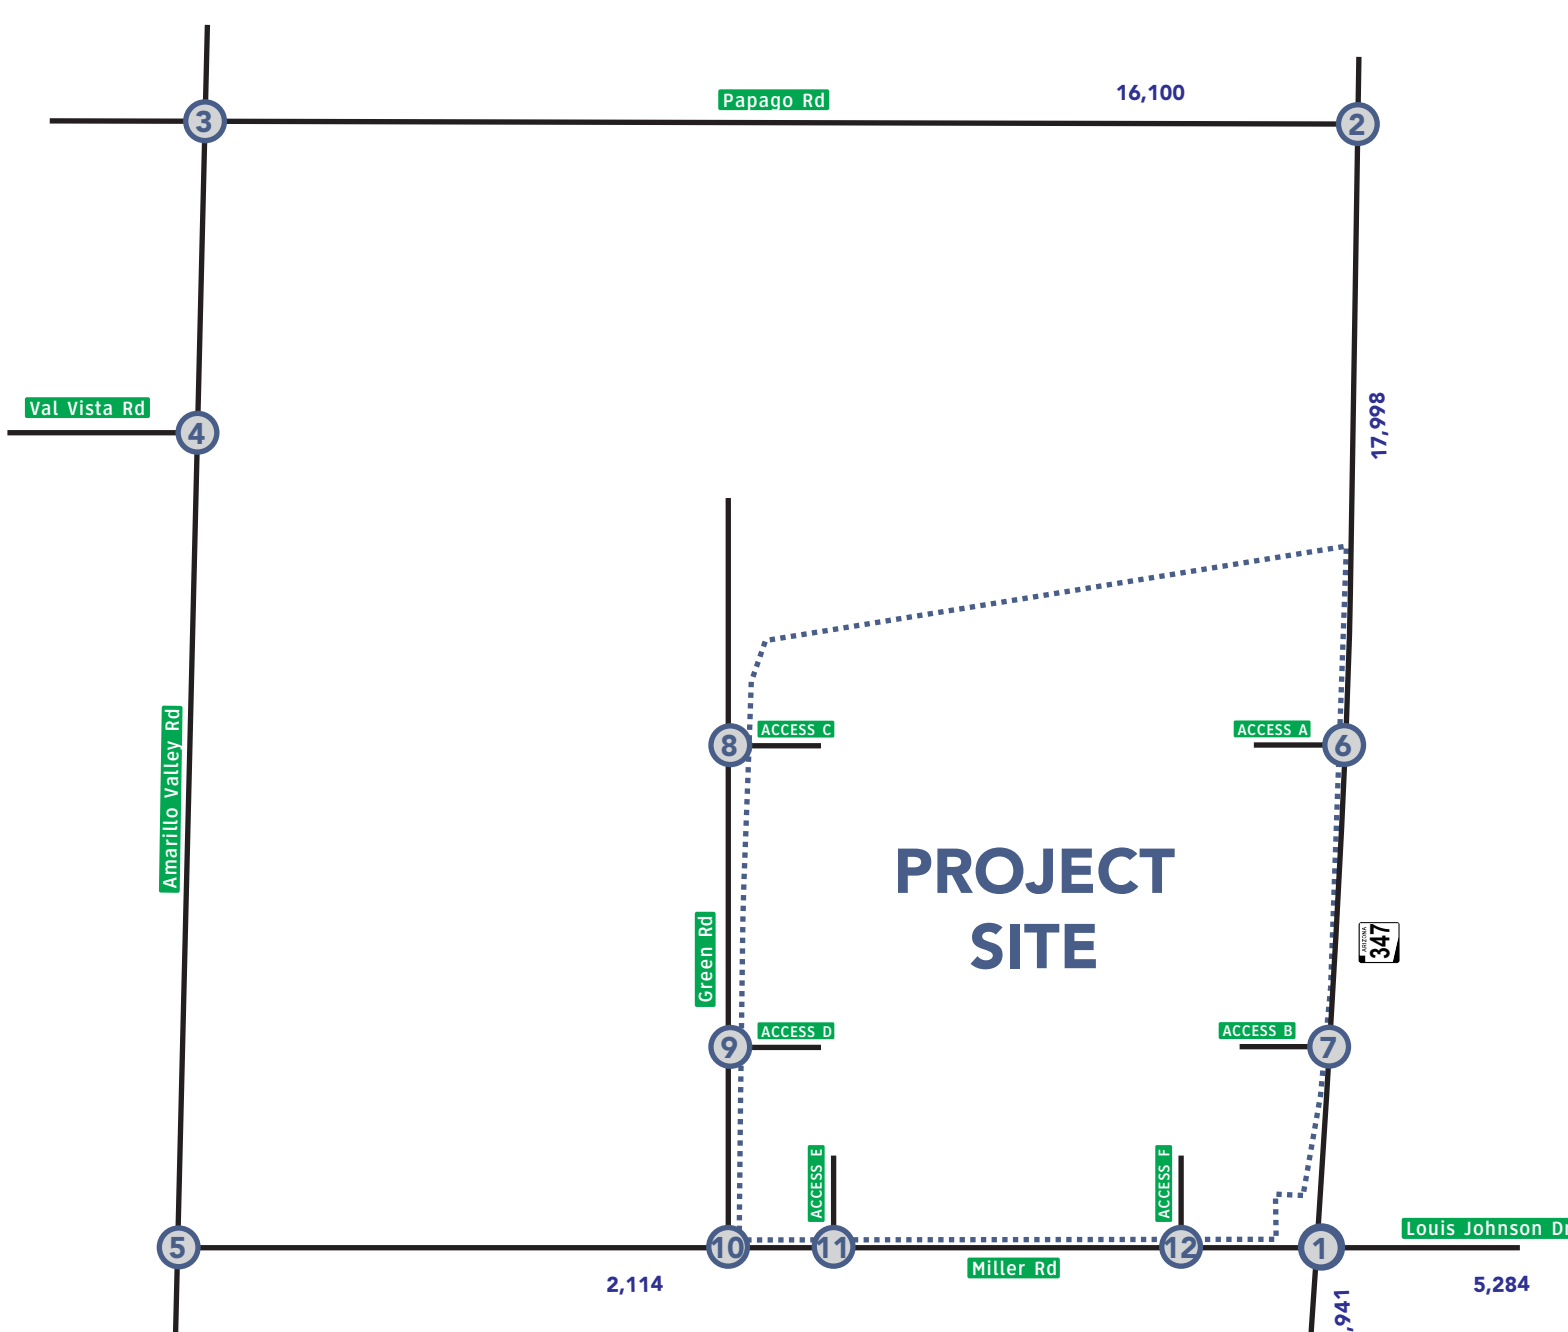 16,100
Papago Rd
3
2
17,998
Val Vista Rd
4
ACCESS C
ACCESS A
8
6
Amarillo Valley Rd
PROJECT
SITE
Green Rd
ARIZONA
347
ACCESS D
ACCESS B
9
7
ACCESS E
ACCESS F
Louis Johnson Dr
5
10
11
12
1
Miller Rd
2,114
5,284
,941